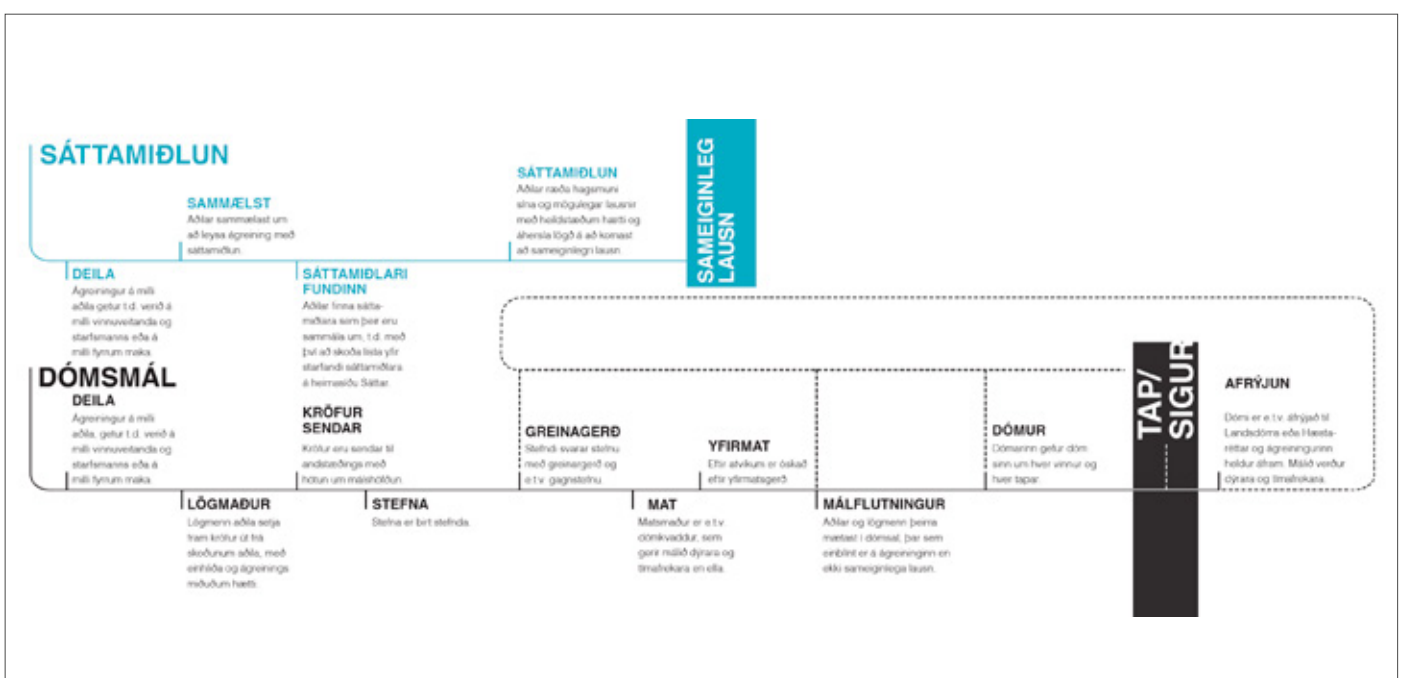 SÁTTAMIÐLUN
DEILA
Ágreiningur á milli
aðila getur t.d. verið á
milli vinnuveitanda og
starfsmanns eða á
milli fyrrum maka.
SAMMÆLST
Aðilar sammælast um
að leysa ágreining með
sáttamiðlun.
SÁTTAMIÐLARI
FUNDINN
Aðilar finna sátta-
miðlara sem þeir eru
sammála um, t.d. með
því að skoða lista yfir
starfandi sáttamiðlara
á heimasíðu Sáttar.
SÁTTAMIÐLUN
Aðilar ræða hagsmuni
sína og mögulegar lausnir
með heildstæðum hætti og
áhersla lögð á að komast
að sameiginlegri lausn.
SAMEIGINLEG
LAUSN
DÓMSMÁL
DEILA
Ágreiningur á milli
aðila, getur t.d. verið á
milli vinnuveitanda og
starfsmanns eða á
milli fyrrum maka.
LÖGMAÐUR
Lögmenn aðila setja
fram kröfur út frá
skoðunum aðila, með
einhliða og ágreinings
miðuðum hætti.
KRÖFUR
SENDAR
Kröfur eru sendar til
andstæðings með
hótun um málshöfðun.
STEFNA
Stefna er birt stefnda.
GREINAGERÐ
Stefndi svarar stefnu
með greinargerð og
e.t.v. gagnstefnu.
MAT
Matsmaður er e.t.v.
dómkvaddur, sem
gerir málið dýrara og
tímafrekara en ella.
YFIRMAT
Eftir atvikum er óskað
eftir yfirmatsgerð
MÁLFLUTNINGUR
Aðilar og lögmenn þeirra
mætast í dómsal, þar sem
einblínt er á ágreininginn en
ekki sameiginlega lausn.
DÓMUR
Dómarinn gefur dóm
sinn um hver vinnur og
hver tapar.
TAP/
SIGUR
AFRÝJUN
Dómi er e.t.v. áfrýjað til
Landsdóms eða Hæsta-
réttar og ágreiningurinn
heldur áfram. Málið verður
dýrara og tímafrekara.